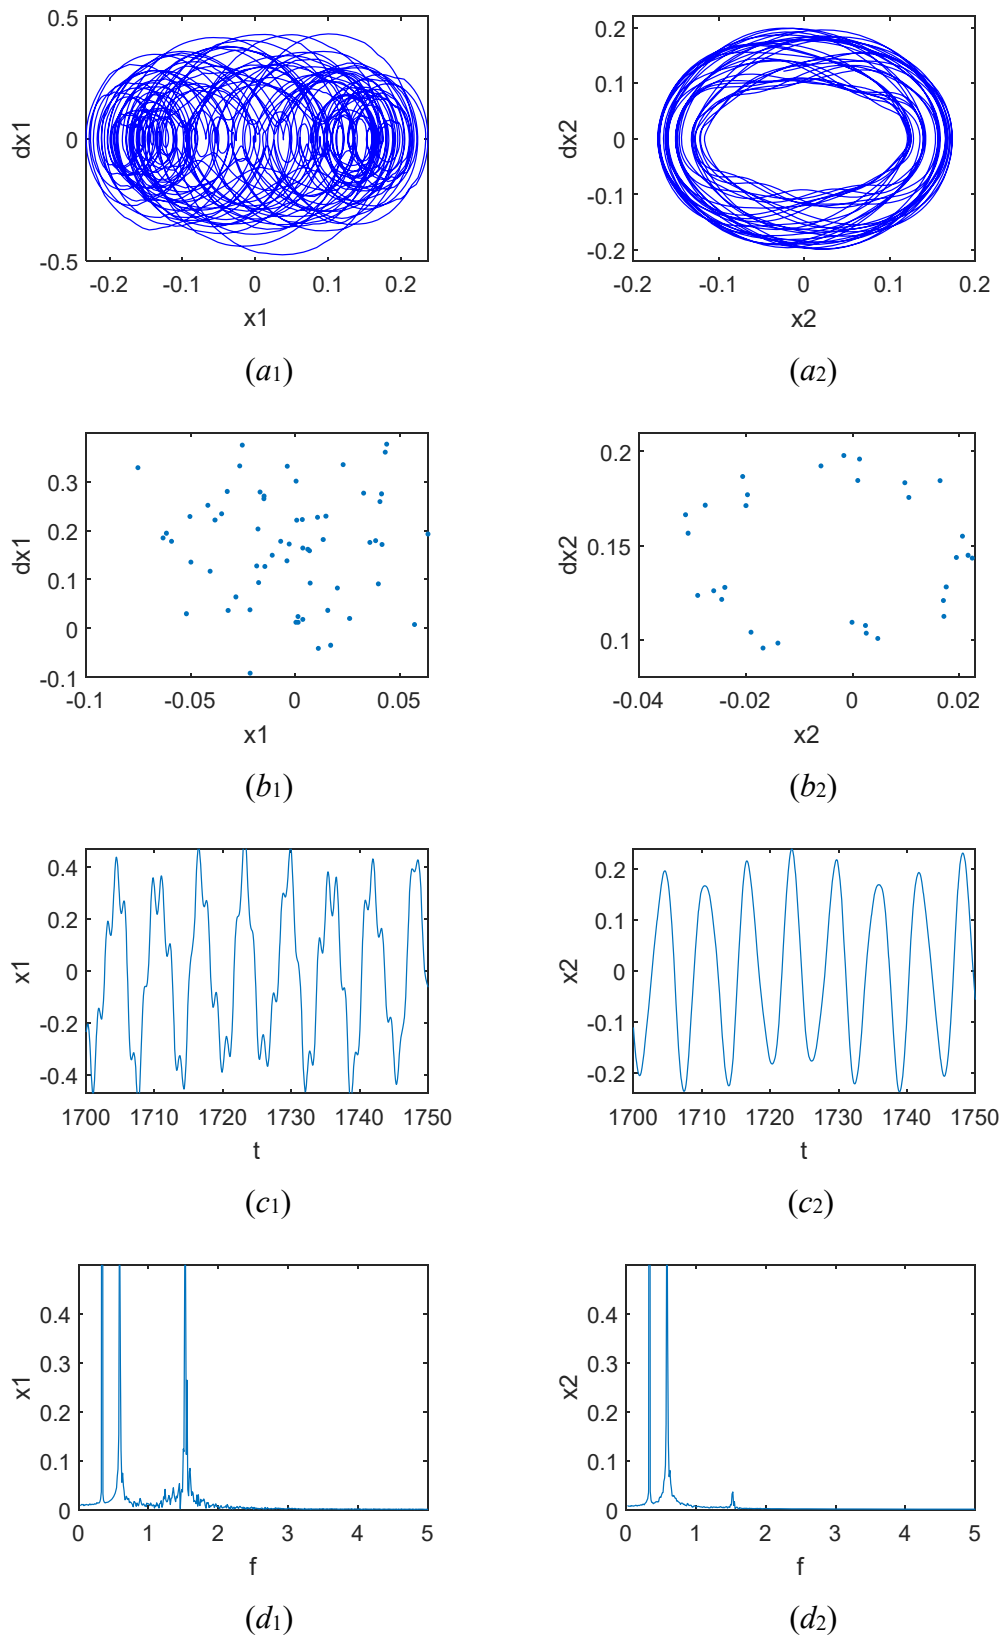 0.5
0
-0.5
dx1
-0.2 -0.1 0 0.1 0.2
x1
(a1)
0.2
0.1
0
-0.1
-0.2
dx2
-0.2 -0.1 0 0.1 0.2
x2
(a2)
0.3
0.2
0.1
0
-0.1
dx1
-0.1 -0.05 0 0.05
x1
(b1)
0.2
0.15
0.1
dx2
-0.04 -0.02 0 0.02
x2
(b2)
0.4
0.2
0
-0.2
-0.4
x1
1700 1710 1720 1730 1740 1750
t
(c1)
0.2
0.1
0
-0.1
-0.2
x2
1700 1710 1720 1730 1740 1750
t
(c2)
0.4
0.3
0.2
0.1
0
x1
0 1 2 3 4 5
f
(d1)
0.4
0.3
0.2
0.1
0
x2
0 1 2 3 4 5
f
(d2)